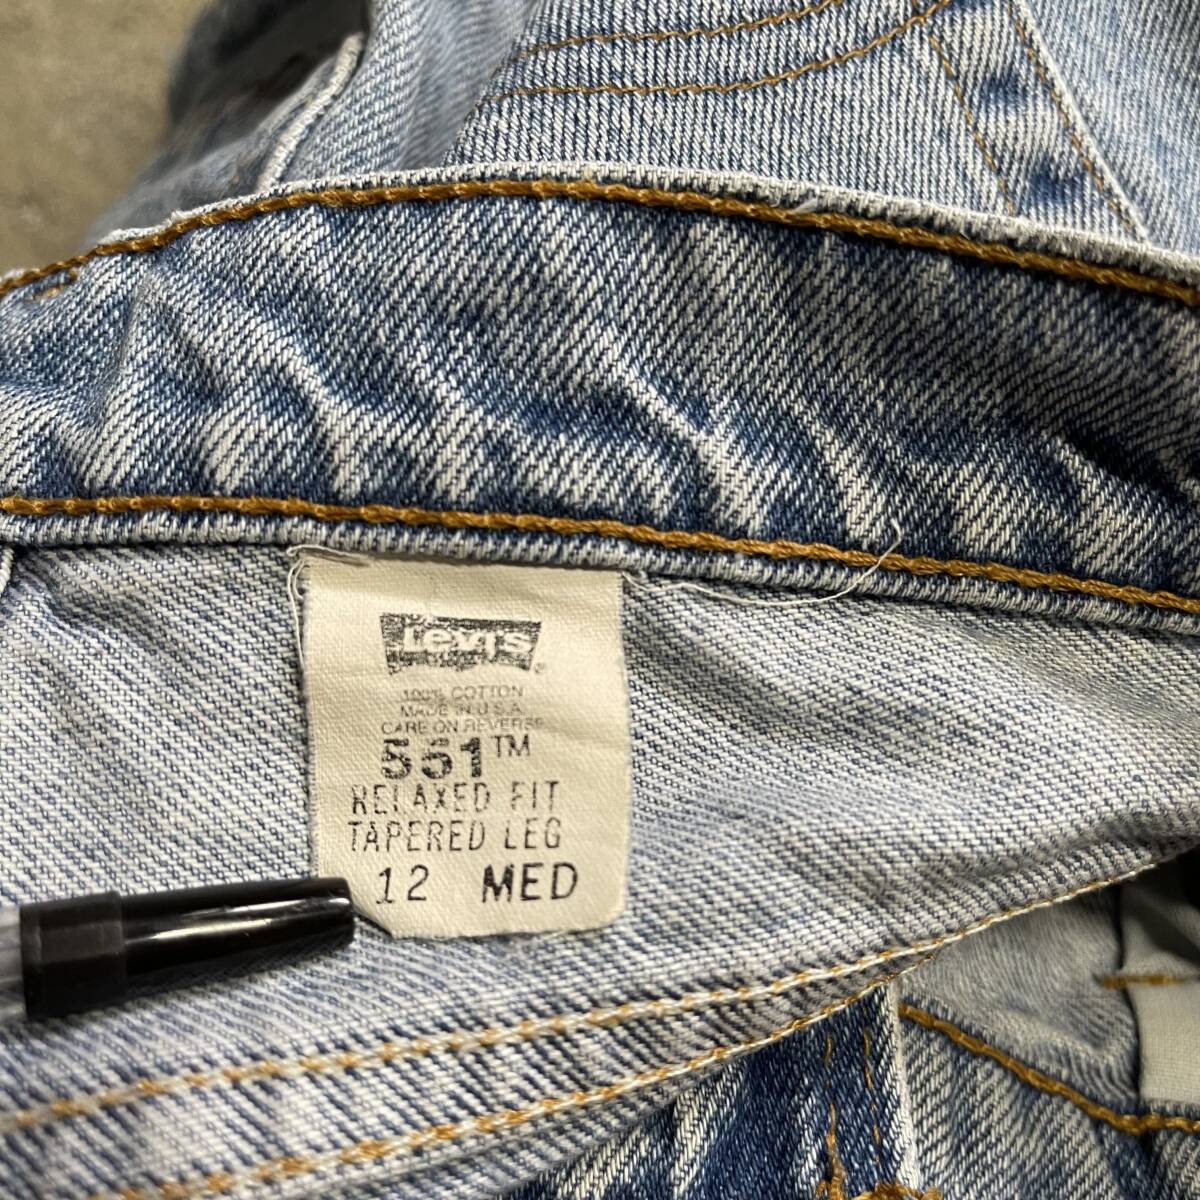 Levi's
100% COTTON
MADE IN U.S.A.
CARE ON REVERSE
551™
RELAXED FIT
TAPERED LEG
12 MED